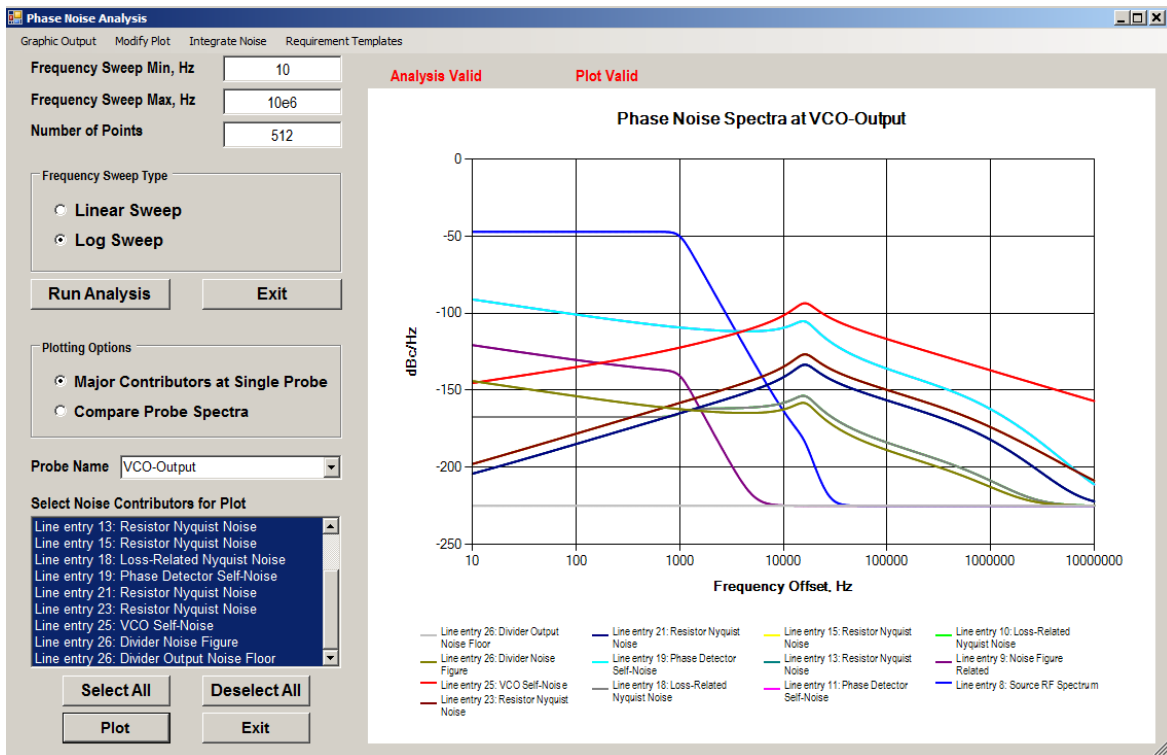 Phase Noise Analysis
Graphic Output Modify Plot Integrate Noise Requirement Templates
Frequency Sweep Min, Hz 10
Frequency Sweep Max, Hz 10e6
Number of Points 512
Frequency Sweep Type
Linear Sweep
Log Sweep
Run Analysis Exit
Plotting Options
Major Contributors at Single Probe
Compare Probe Spectra
Probe Name VCO-Output
Select Noise Contributors for Plot
Line entry 13: Resistor Nyquist Noise
Line entry 15: Resistor Nyquist Noise
Line entry 18: Loss-Related Nyquist Noise
Line entry 19: Phase Detector Self-Noise
Line entry 21: Resistor Nyquist Noise
Line entry 23: Resistor Nyquist Noise
Line entry 25: VCO Self-Noise
Line entry 26: Divider Noise Figure
Line entry 26: Divider Output Noise Floor
Select All Deselect All
Plot Exit
Analysis Valid Plot Valid
Phase Noise Spectra at VCO-Output
dBc/Hz
0
-50
-100
-150
-200
-250
10 100 1000 10000 100000 1000000 10000000
Frequency Offset, Hz
Line entry 26: Divider Output
Noise Floor
Line entry 26: Divider Noise
Figure
Line entry 25: VCO Self-Noise
Line entry 23: Resistor Nyquist
Noise
Line entry 21: Resistor Nyquist
Noise
Line entry 19: Phase Detector
Self-Noise
Line entry 18: Loss-Related
Nyquist Noise
Line entry 15: Resistor Nyquist
Noise
Line entry 13: Resistor Nyquist
Noise
Line entry 11: Phase Detector
Self-Noise
Line entry 10: Loss-Related
Nyquist Noise
Line entry 9: Noise Figure
Related
Line entry 8: Source RF Spectrum